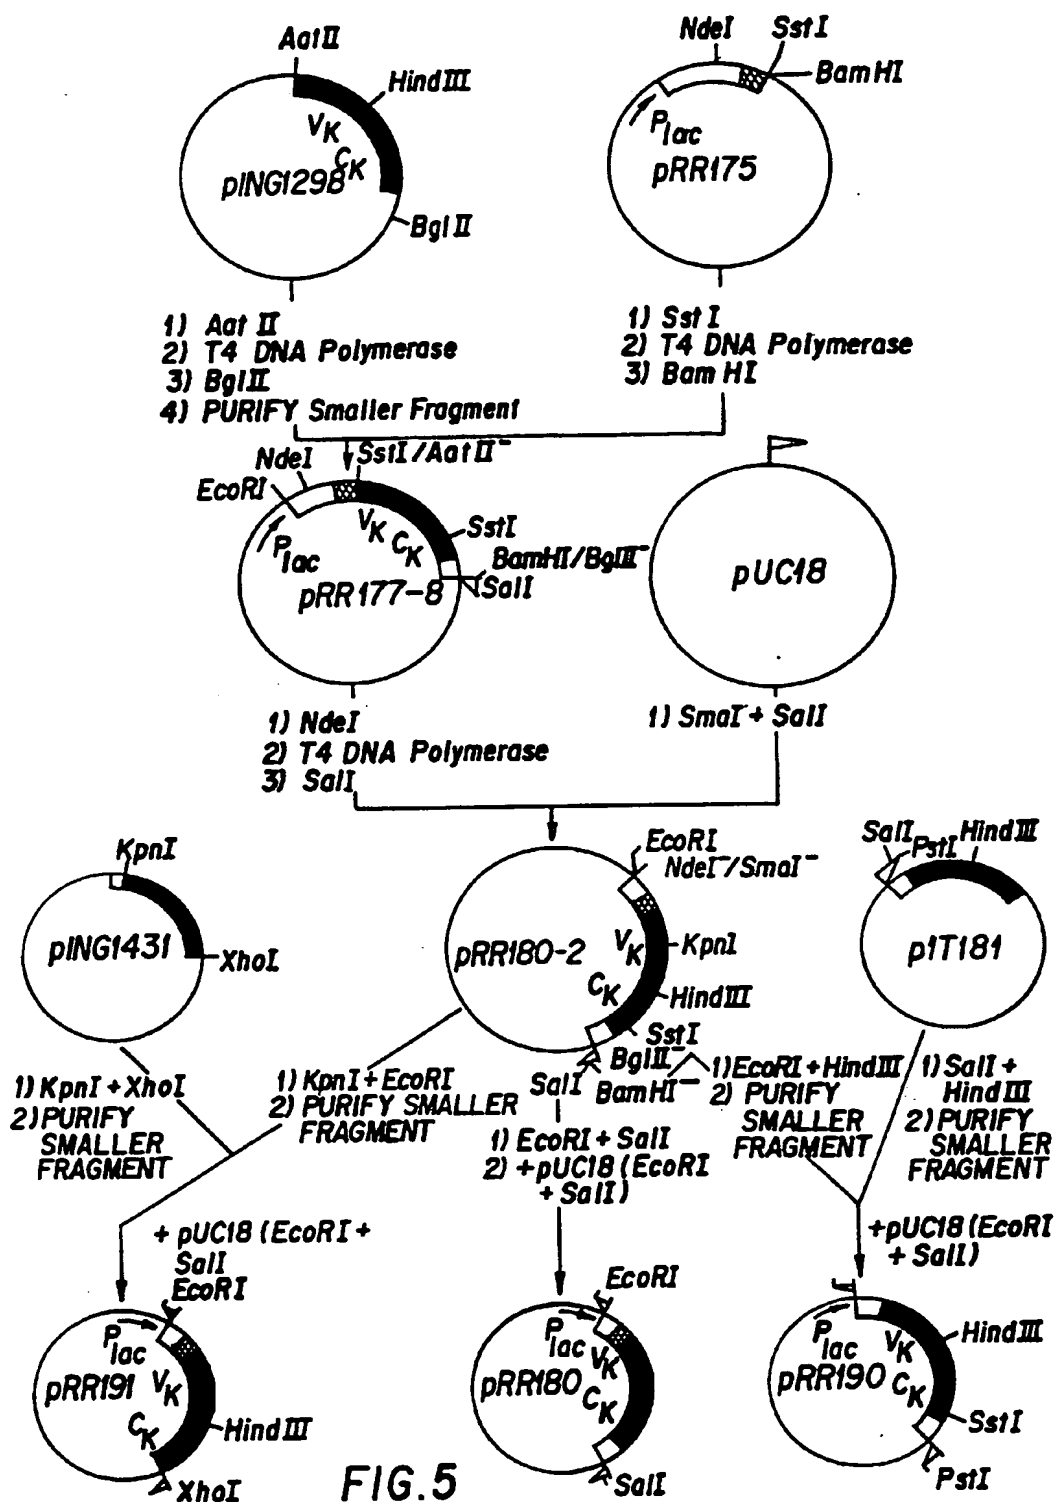 AatII
HindIII
VK
CK
pING1298
BglII
NdeI
SstI
BamHI
Plac
pRR175
1) Aat II
2) T4 DNA Polymerase
3) BglII
4) PURIFY Smaller Fragment
1) SstI
2) T4 DNA Polymerase
3) BamHI
NdeI
SstI/AatII⁻
EcoRI
VK
CK
SstI
Plac
BamHI/BglII⁻
SalI
pRR177-8
pUC18
1) NdeI
2) T4 DNA Polymerase
3) SalI
1) SmaI + SalI
KpnI
pING1431
XhoI
EcoRI
NdeI⁻/SmaI⁻
VK
KpnI
pRR180-2
CK
HindIII
SstI
BglII⁻
BamHI⁻
SalI
SalI
PstI
HindIII
pIT181
1) KpnI + XhoI
2) PURIFY
SMALLER
FRAGMENT
1) KpnI + EcoRI
2) PURIFY SMALLER
FRAGMENT
1) EcoRI + SalI
2) + pUC18 (EcoRI
+ SalI)
1) EcoRI + HindIII
2) PURIFY
SMALLER
FRAGMENT
1) SalI +
HindIII
2) PURIFY
SMALLER
FRAGMENT
+ pUC18 (EcoRI +
SalI
+pUC18 (EcoRI
+ SalI)
EcoRI
Plac
pRR191
VK
CK
HindIII
XhoI
EcoRI
Plac
VK
pRR180
CK
SalI
Plac
VK
HindIII
pRR190
CK
SstI
PstI
FIG.5